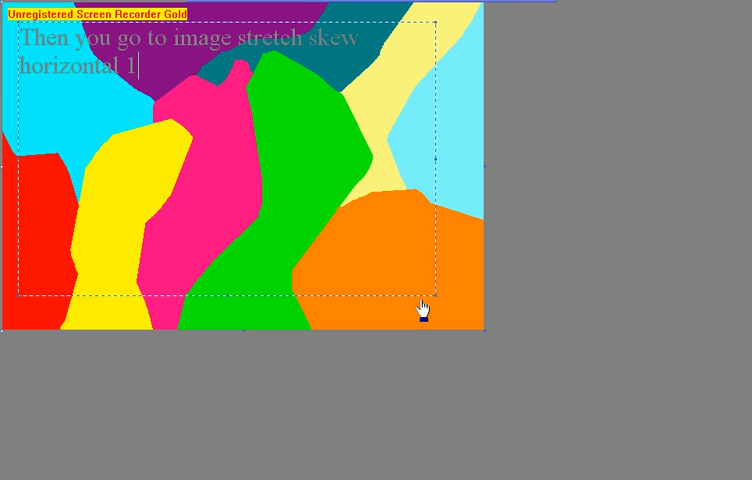 Unregistered Screen Recorder Gold
Then you go to image stretch skew
horizontal 1